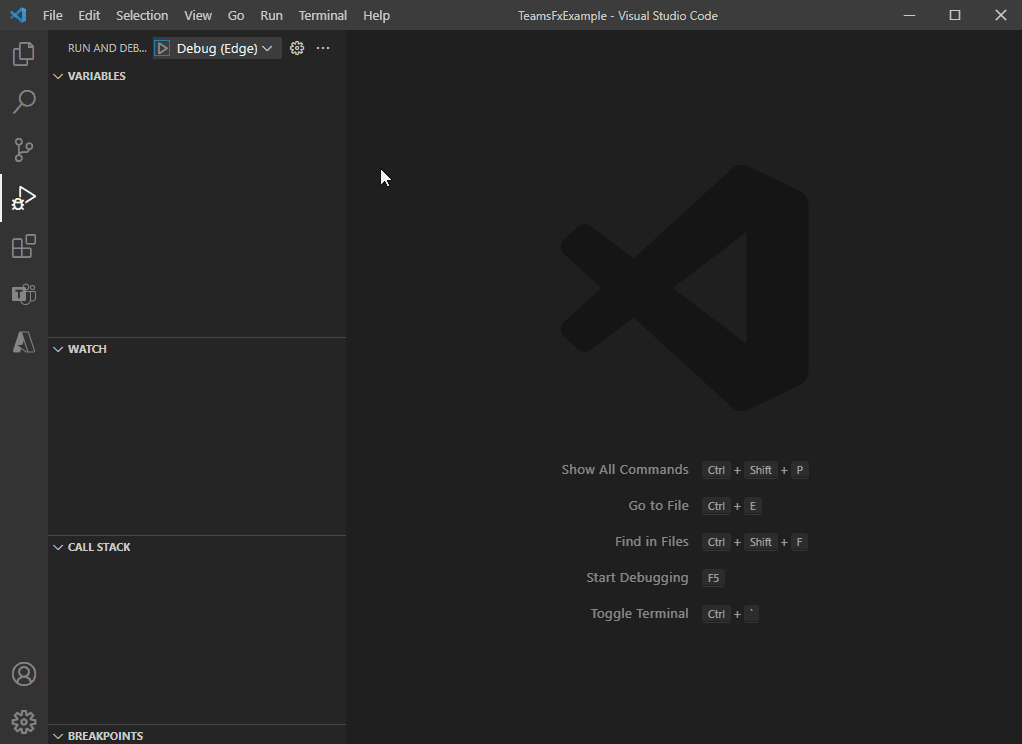 File Edit Selection View Go Run Terminal Help TeamsFxExample - Visual Studio Code
RUN AND DEB... Debug (Edge)
VARIABLES
WATCH
CALL STACK
BREAKPOINTS
Show All Commands Ctrl + Shift + P
Go to File Ctrl + E
Find in Files Ctrl + Shift + F
Start Debugging F5
Toggle Terminal Ctrl + `